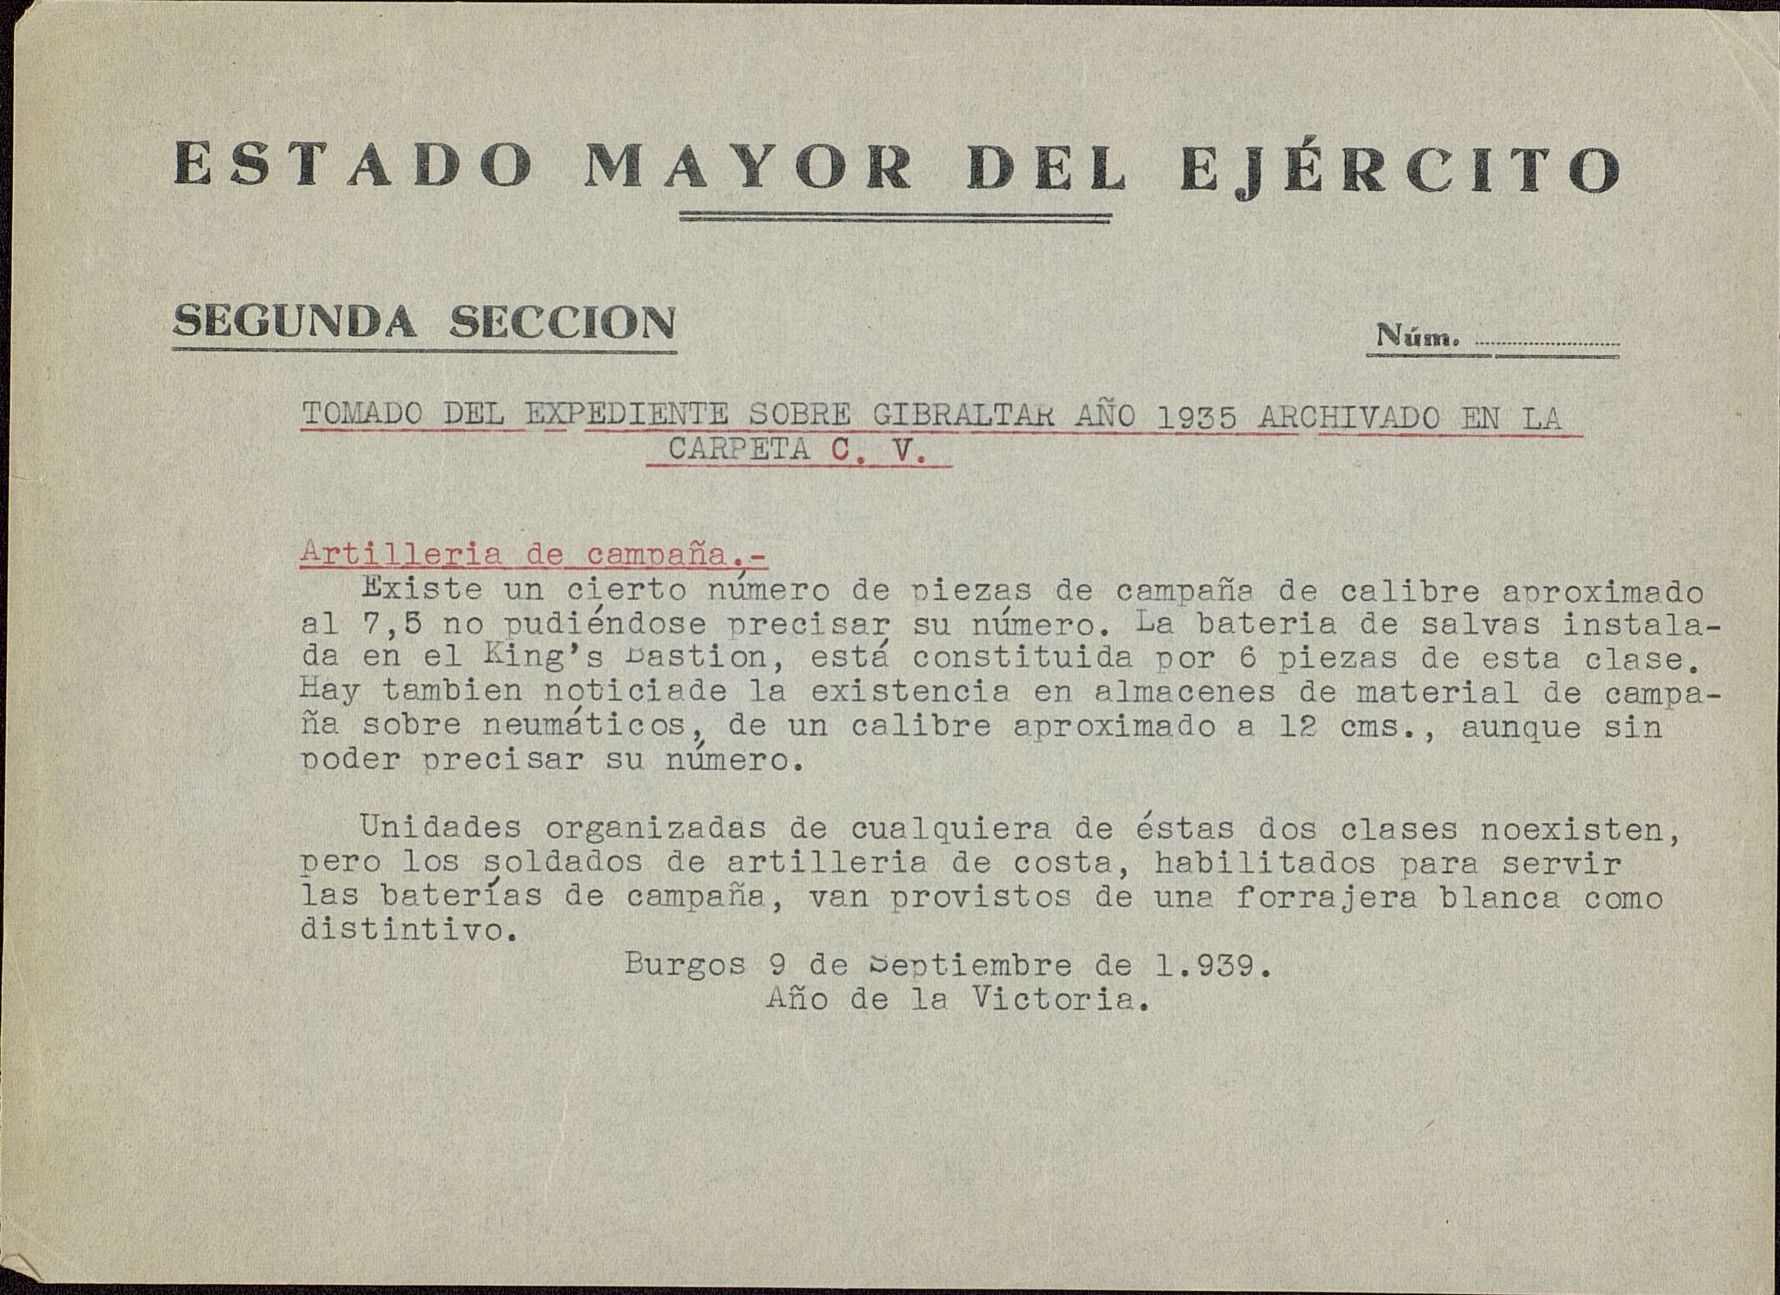 ESTADO MAYOR DEL EJÉRCITO
SEGUNDA SECCION
Núm. ....................
TOMADO DEL EXPEDIENTE SOBRE GIBRALTAR AÑO 1935 ARCHIVADO EN LA
CARPETA C. V.
Artilleria de campaña.-
Existe un cierto número de piezas de campaña de calibre aproximado
al 7,5 no pudiéndose precisar su número. La bateria de salvas instala-
da en el King's Bastion, está constituida por 6 piezas de esta clase.
Hay tambien noticiade la existencia en almacenes de material de campa-
ña sobre neumáticos, de un calibre aproximado a 12 cms., aunque sin
poder precisar su número.
Unidades organizadas de cualquiera de éstas dos clases noexisten,
pero los soldados de artilleria de costa, habilitados para servir
las baterías de campaña, van provistos de una forrajera blanca como
distintivo.
Burgos 9 de Septiembre de 1.939.
Año de la Victoria.